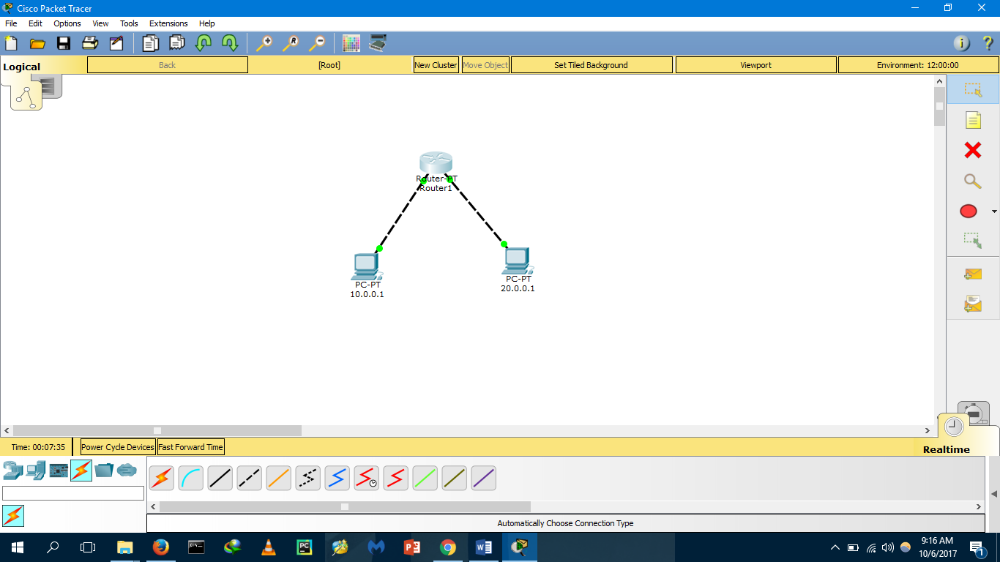 Cisco Packet Tracer
File Edit Options View Tools Extensions Help
Logical
Back
[Root]
New Cluster
Move Object
Set Tiled Background
Viewport
Environment: 12:00:00
Router-PT
Router1
PC-PT
10.0.0.1
PC-PT
20.0.0.1
Time: 00:07:35
Power Cycle Devices
Fast Forward Time
Realtime
Automatically Choose Connection Type
9:16 AM
10/6/2017
1